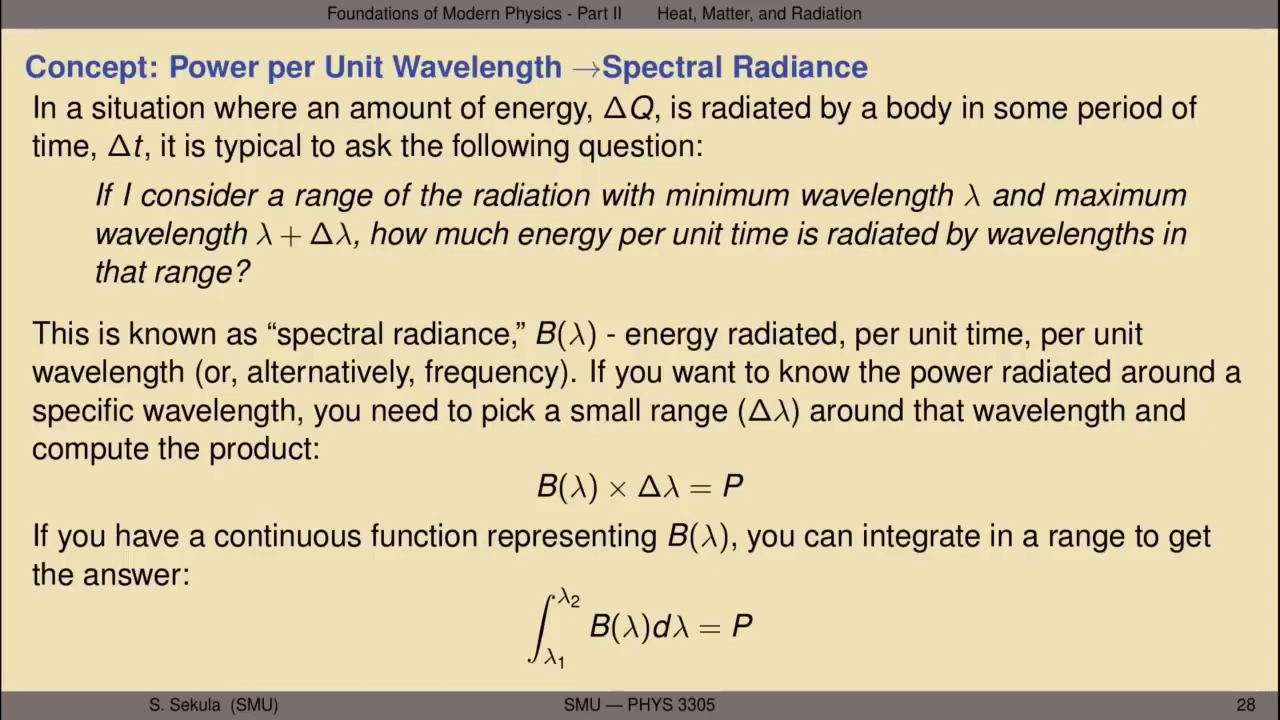 Foundations of Modern Physics - Part II Heat, Matter, and Radiation
Concept: Power per Unit Wavelength →Spectral Radiance
In a situation where an amount of energy, ΔQ, is radiated by a body in some period of
time, Δt, it is typical to ask the following question:
If I consider a range of the radiation with minimum wavelength λ and maximum
wavelength λ + Δλ, how much energy per unit time is radiated by wavelengths in
that range?
This is known as “spectral radiance,” B(λ) - energy radiated, per unit time, per unit
wavelength (or, alternatively, frequency). If you want to know the power radiated around a
specific wavelength, you need to pick a small range (Δλ) around that wavelength and
compute the product:
B(λ) × Δλ = P
If you have a continuous function representing B(λ), you can integrate in a range to get
the answer:
∫_{λ₁}^{λ₂} B(λ)dλ = P
S. Sekula (SMU) SMU — PHYS 3305 28